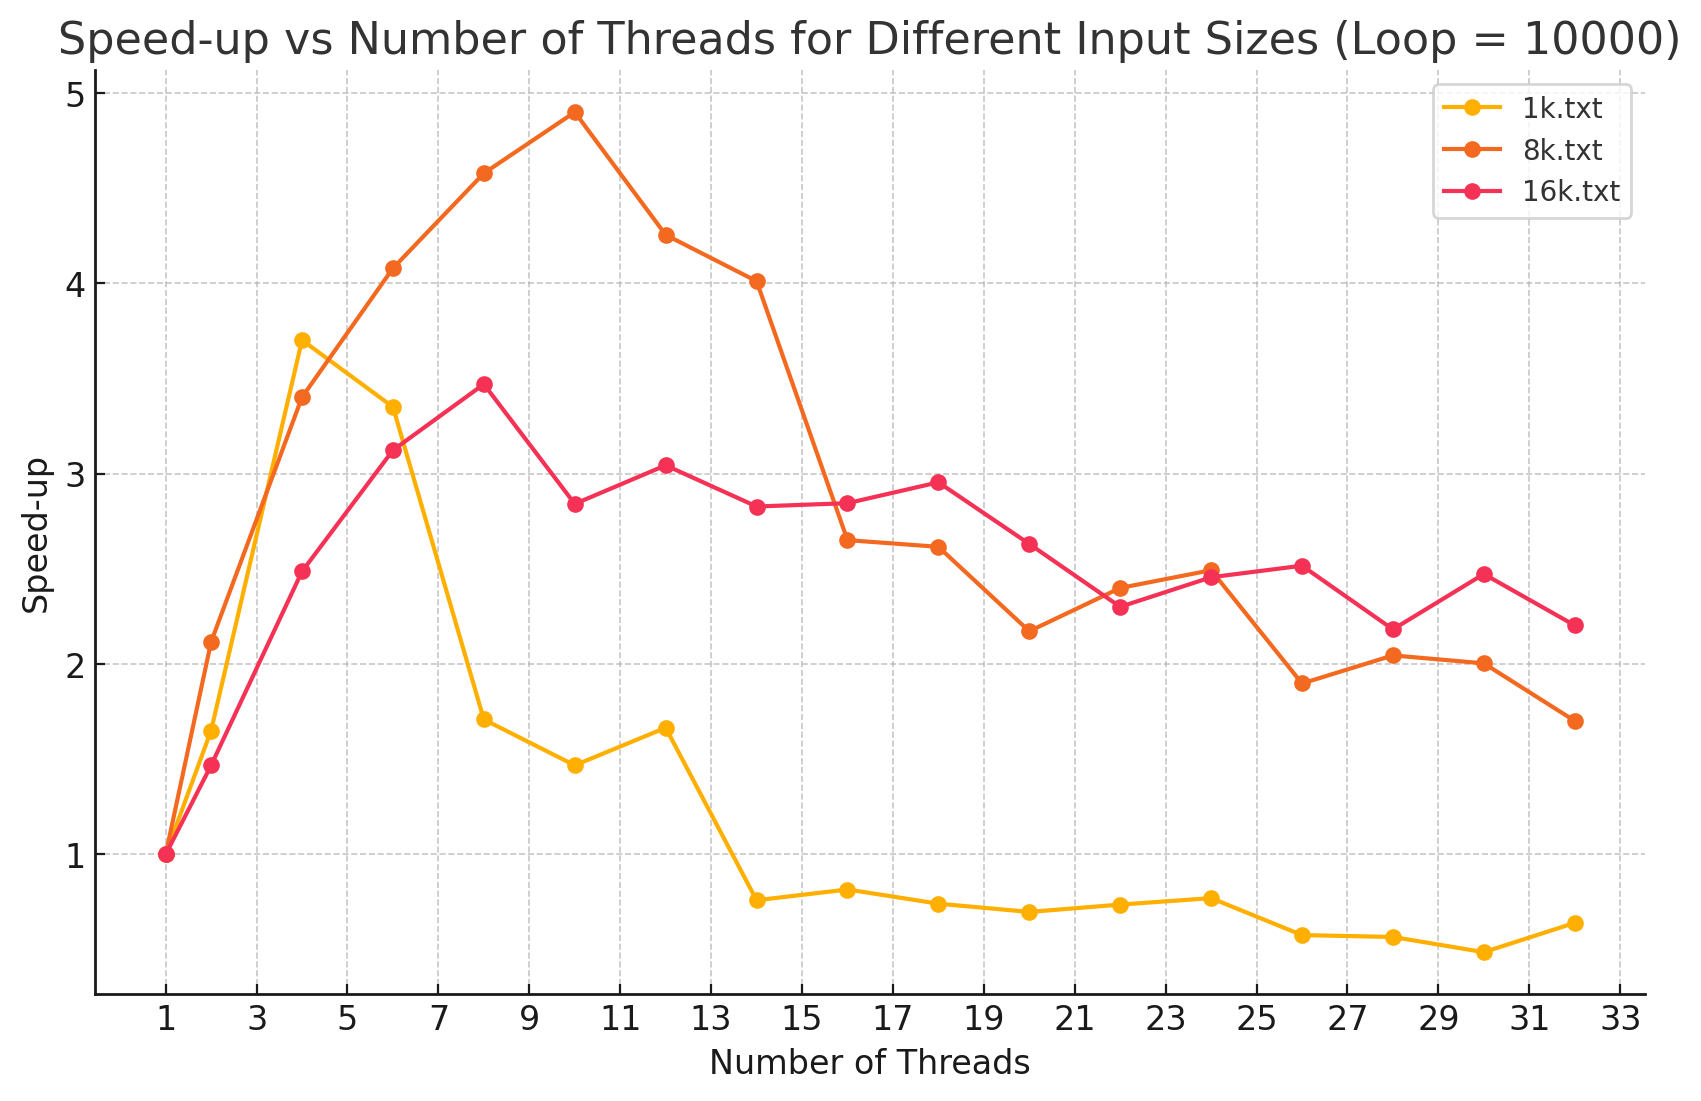 Speed-up vs Number of Threads for Different Input Sizes (Loop = 10000)
1k.txt
8k.txt
16k.txt
5
4
3
2
1
Speed-up
1 3 5 7 9 11 13 15 17 19 21 23 25 27 29 31 33
Number of Threads